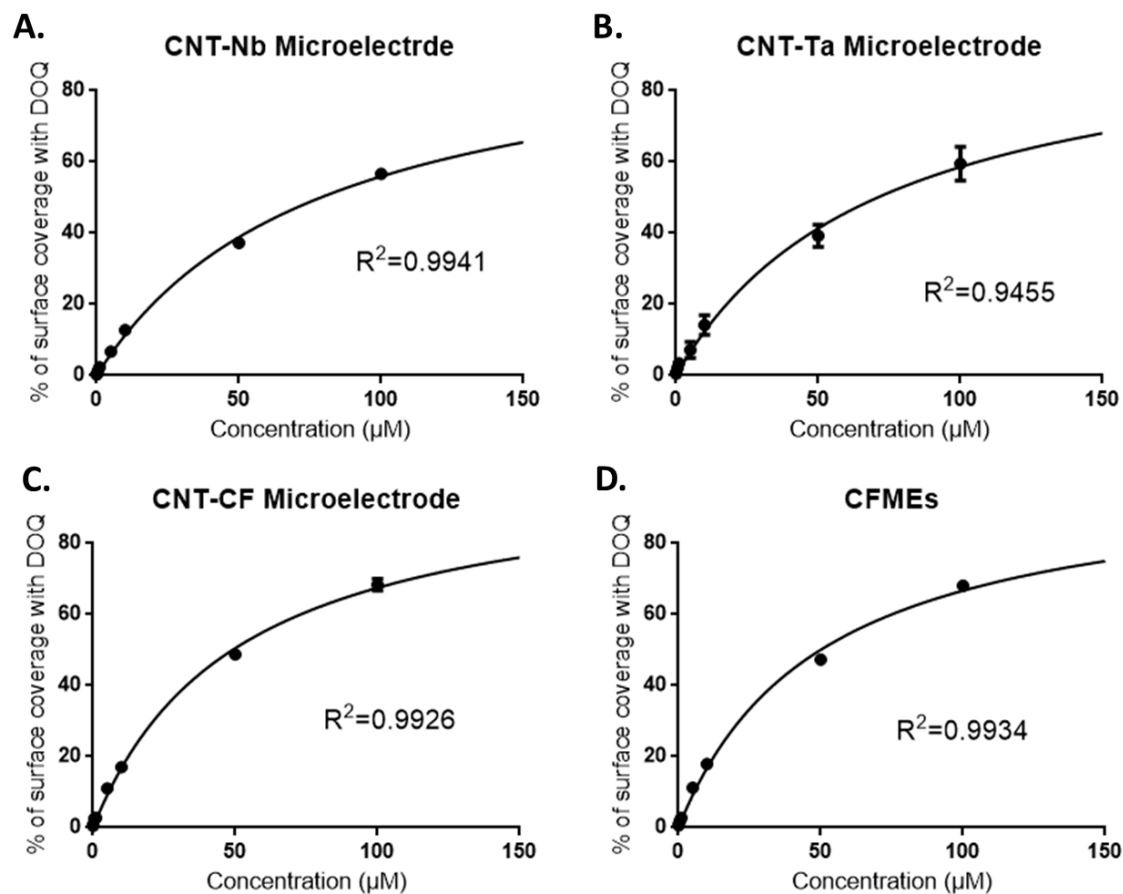 A.
CNT-Nb Microelectrde
% of surface coverage with DOQ
80
60
40
20
0
0 50 100 150
Concentration (µM)
R²=0.9941
B.
CNT-Ta Microelectrode
% of surface coverage with DOQ
80
60
40
20
0
0 50 100 150
Concentration (µM)
R²=0.9455
C.
CNT-CF Microelectrode
% of surface coverage with DOQ
80
60
40
20
0
0 50 100 150
Concentration (µM)
R²=0.9926
D.
CFMEs
% of surface coverage with DOQ
80
60
40
20
0
0 50 100 150
Concentration (µM)
R²=0.9934